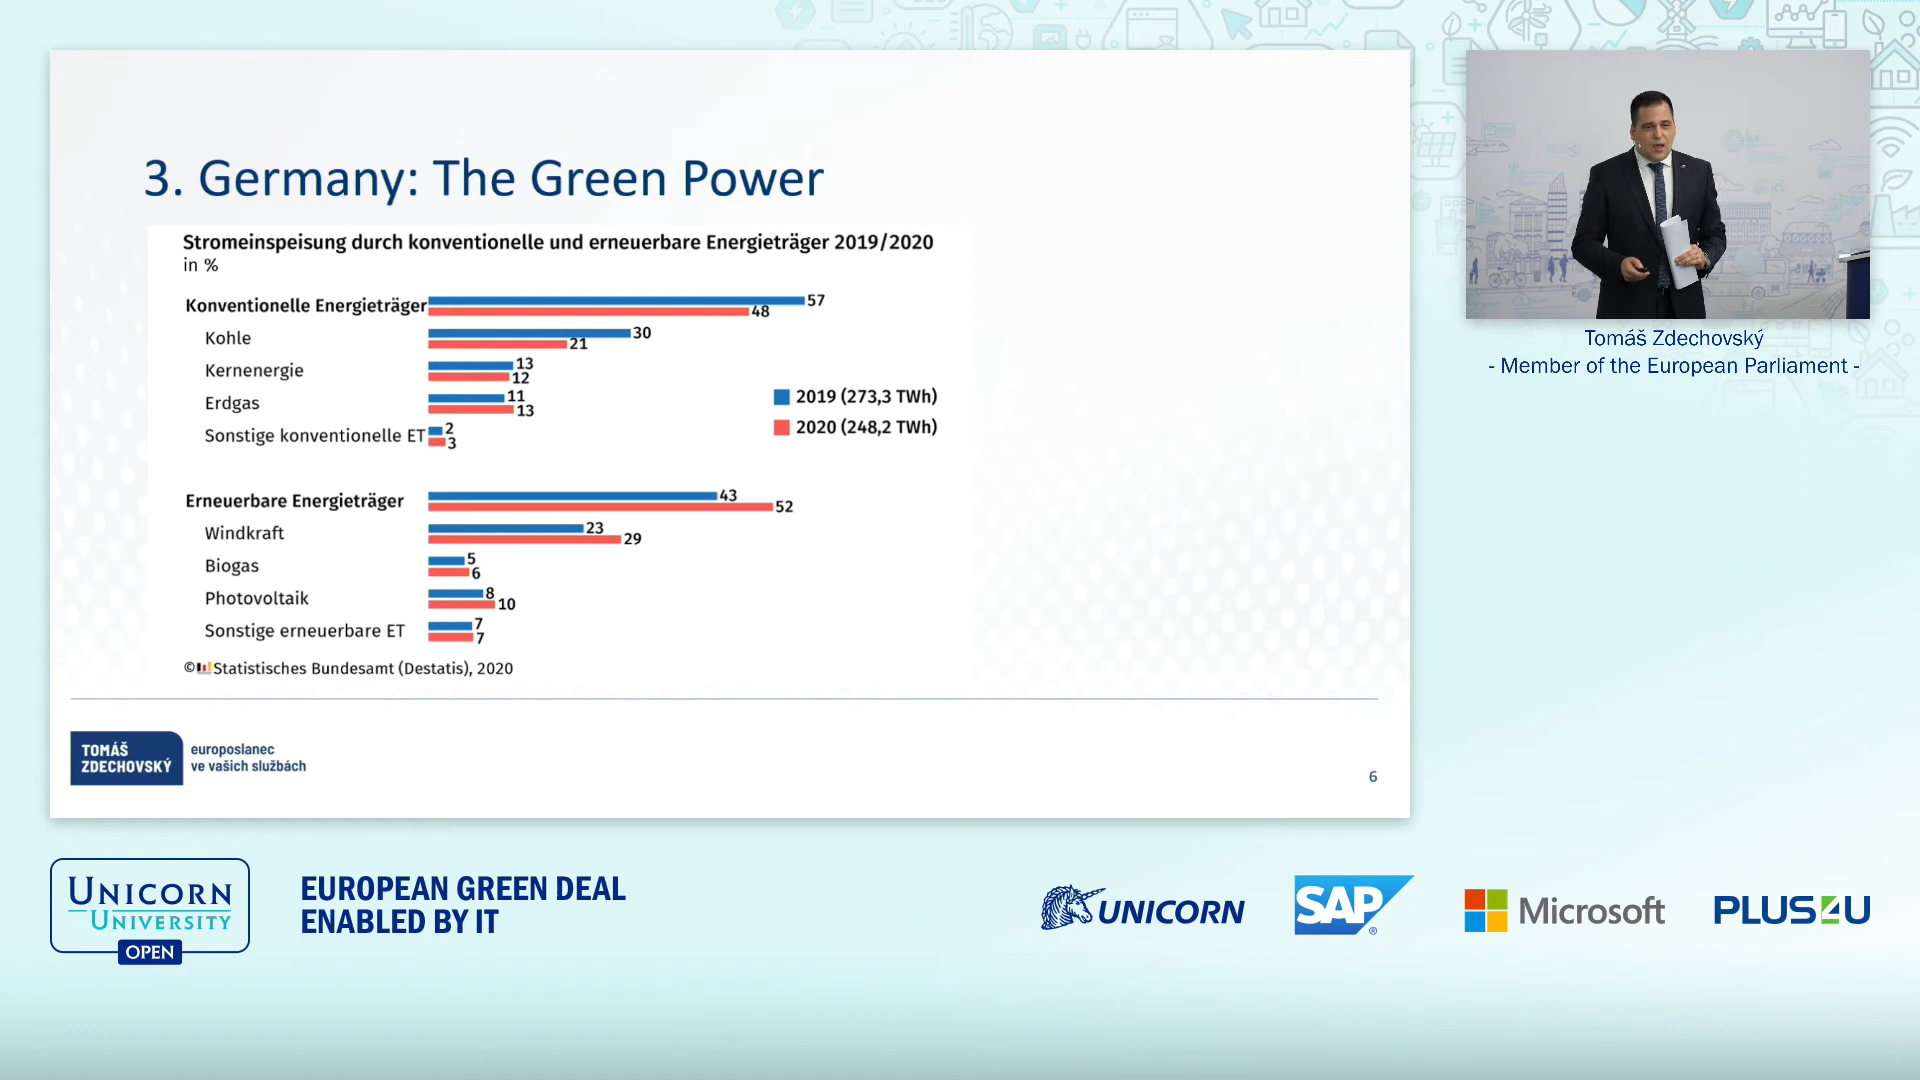 3. Germany: The Green Power
Stromeinspeisung durch konventionelle und erneuerbare Energieträger 2019/2020
in %
Konventionelle Energieträger 57
48
Kohle 30
21
Kernenergie 13
12
Erdgas 11
13
Sonstige konventionelle ET 2
3
2019 (273,3 TWh)
2020 (248,2 TWh)
Erneuerbare Energieträger 43
52
Windkraft 23
29
Biogas 5
6
Photovoltaik 8
10
Sonstige erneuerbare ET 7
7
© Statistisches Bundesamt (Destatis), 2020
TOMÁŠ
ZDECHOVSKÝ
europoslanec
ve vašich službách
6
Tomáš Zdechovský
- Member of the European Parliament -
UNICORN
UNIVERSITY
OPEN
EUROPEAN GREEN DEAL
ENABLED BY IT
UNICORN
SAP®
Microsoft
PLUS4U